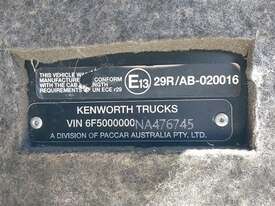 THIS VEHICLE WAS
MANUFACTURED CONFORM
WITH THE CAB STRENGTH
REQUIREMENTS UN ECE r29
E13 29R/AB-020016
KENWORTH TRUCKS
VIN 6F5000000NA476745
A DIVISION OF PACCAR AUSTRALIA PTY, LTD.